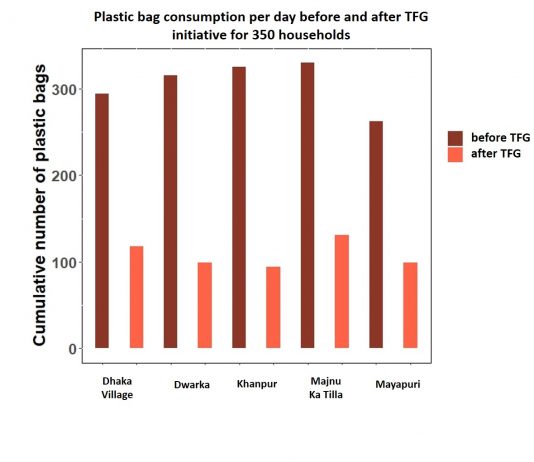 Plastic bag consumption per day before and after TFG
initiative for 350 households
Cumulative number of plastic bags
300
200
100
0
before TFG
after TFG
Dhaka
Village
Dwarka
Khanpur
Majnu
Ka Tilla
Mayapuri